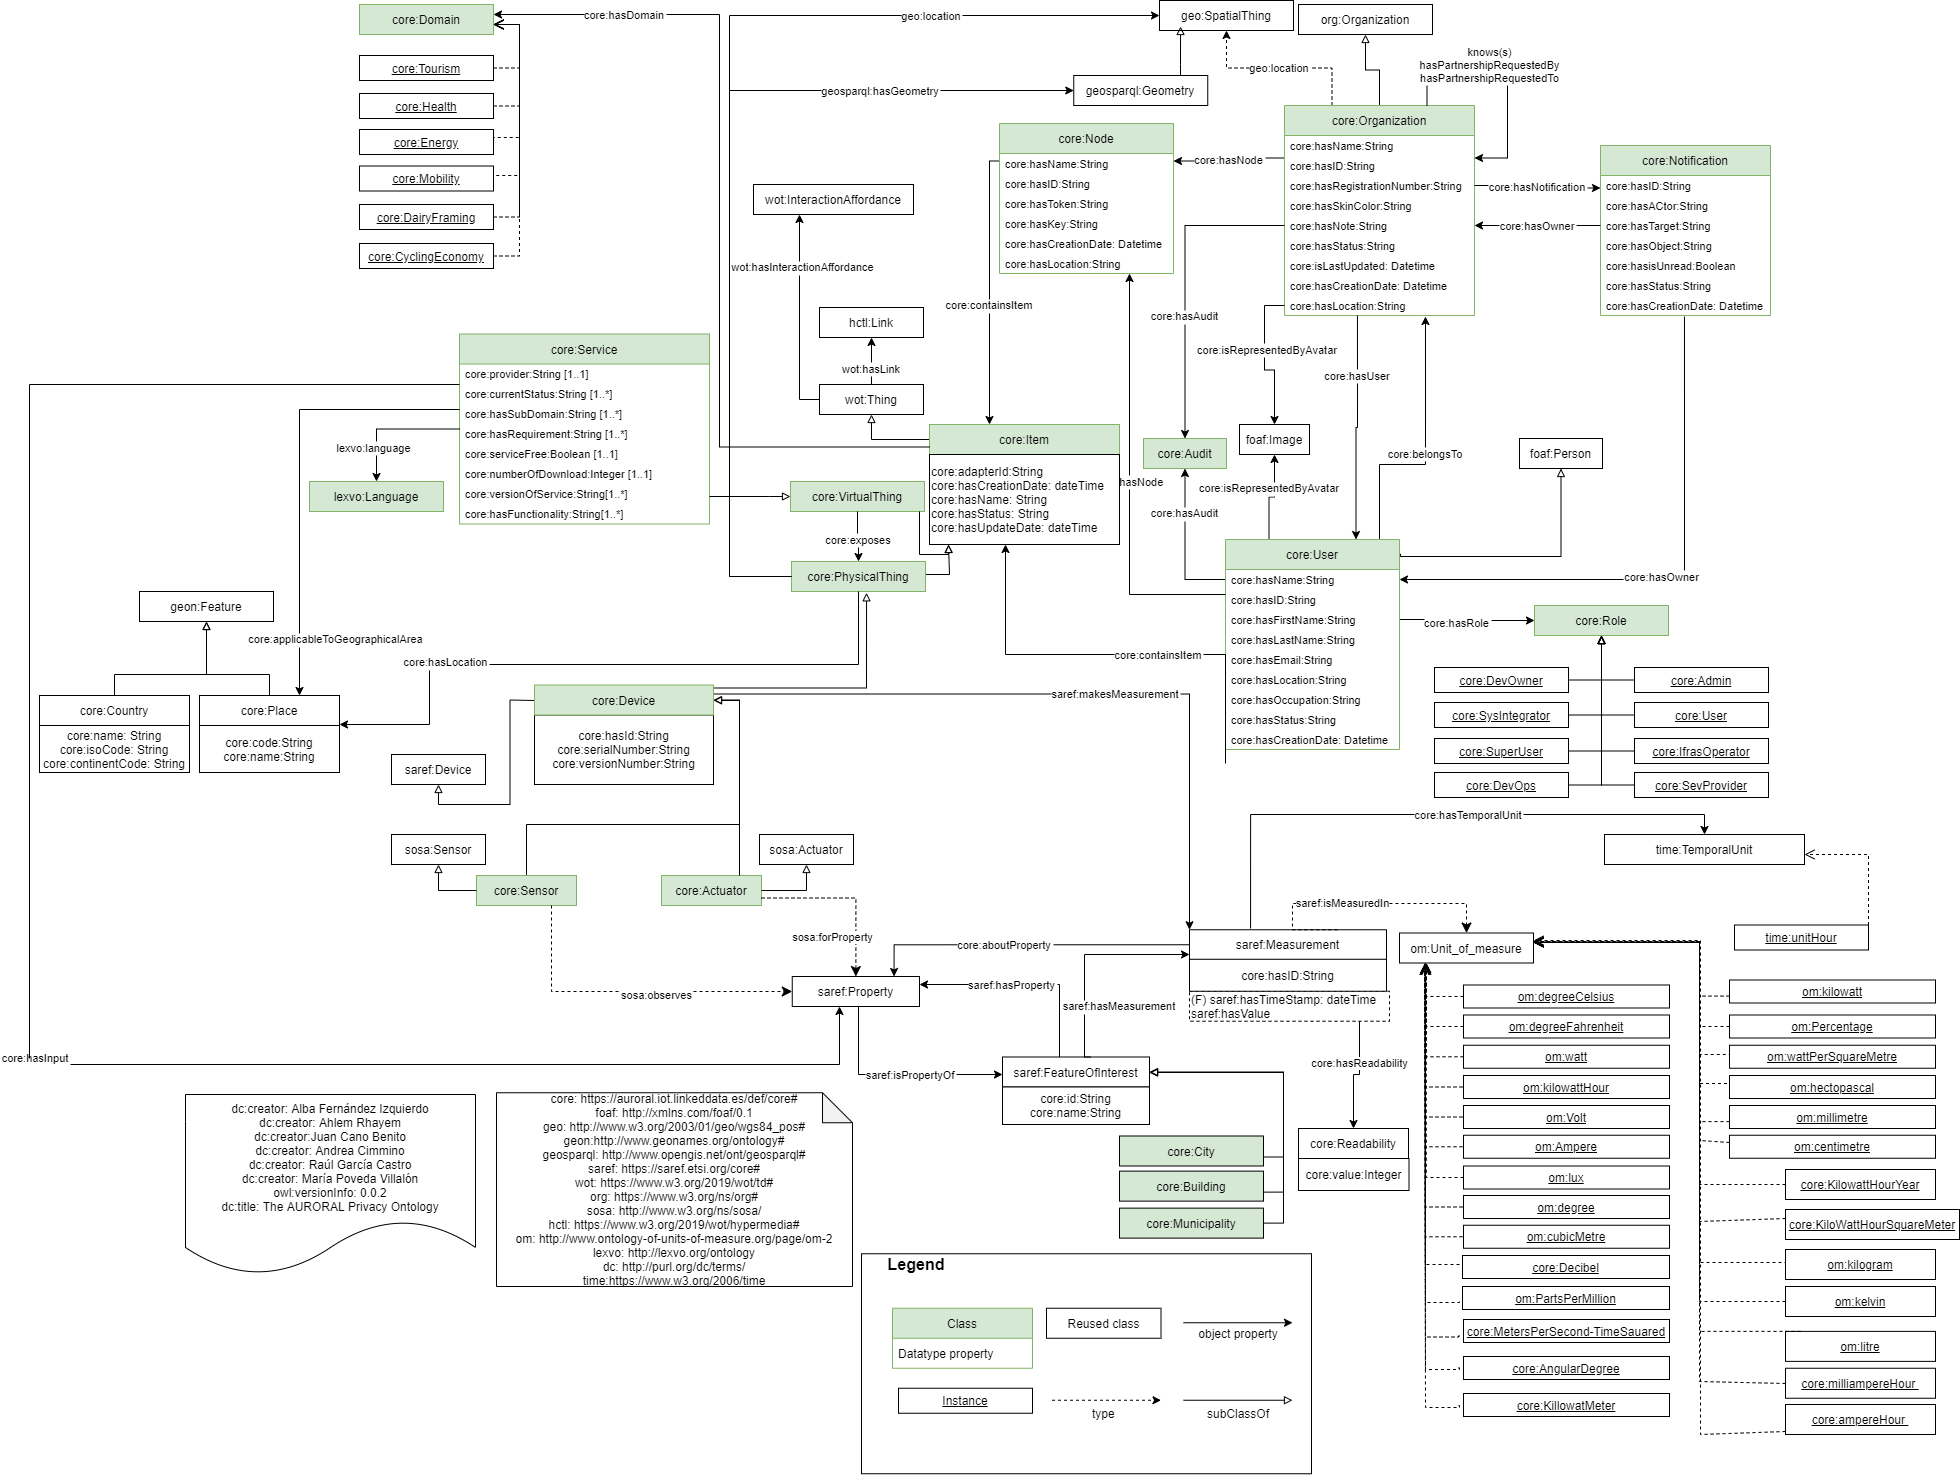 core:Domain
core:hasDomain
core:Tourism
core:Health
core:Energy
core:Mobility
core:DairyFraming
core:CyclingEconomy
geo:location
geo:SpatialThing
org:Organization
geo:location
geosparql:hasGeometry
geosparql:Geometry
knows(s)
hasPartnershipRequestedBy
hasPartnershipRequestedTo
core:Node
core:hasName:String
core:hasID:String
core:hasToken:String
core:hasKey:String
core:hasCreationDate: Datetime
core:hasLocation:String
core:hasNode
core:Organization
core:hasName:String
core:hasID:String
core:hasRegistrationNumber:String
core:hasSkinColor:String
core:hasNote:String
core:hasStatus:String
core:isLastUpdated: Datetime
core:hasCreationDate: Datetime
core:hasLocation:String
core:hasNotification
core:hasOwner
core:Notification
core:hasID:String
core:hasACtor:String
core:hasTarget:String
core:hasObject:String
core:hasisUnread:Boolean
core:hasStatus:String
core:hasCreationDate: Datetime
wot:InteractionAffordance
wot:hasInteractionAffordance
hctl:Link
wot:hasLink
wot:Thing
core:containsItem
core:hasAudit
core:isRepresentedByAvatar
core:hasUser
core:Service
core:provider:String [1..1]
core:currentStatus:String [1..*]
core:hasSubDomain:String [1..*]
core:hasRequirement:String [1..*]
core:serviceFree:Boolean [1..1]
core:numberOfDownload:Integer [1..1]
core:versionOfService:String[1..*]
core:hasFunctionality:String[1..*]
lexvo:language
lexvo:Language
core:Item
core:adapterId:String
core:hasCreationDate: dateTime
core:hasName: String
core:hasStatus: String
core:hasUpdateDate: dateTime
core:VirtualThing
core:exposes
core:PhysicalThing
hasNode
core:Audit
core:hasAudit
foaf:Image
core:isRepresentedByAvatar
core:belongsTo
foaf:Person
core:User
core:hasName:String
core:hasID:String
core:hasFirstName:String
core:hasLastName:String
core:hasEmail:String
core:hasLocation:String
core:hasOccupation:String
core:hasStatus:String
core:hasCreationDate: Datetime
core:hasOwner
core:hasRole
core:Role
core:DevOwner
core:Admin
core:SysIntegrator
core:User
core:SuperUser
core:IfrasOperator
core:DevOps
core:SevProvider
core:containsItem
geon:Feature
core:applicableToGeographicalArea
core:hasLocation
core:Country
core:name: String
core:isoCode: String
core:continentCode: String
core:Place
core:code:String
core:name:String
core:Device
core:hasId:String
core:serialNumber:String
core:versionNumber:String
saref:makesMeasurement
saref:Device
sosa:Sensor
sosa:Actuator
core:Sensor
core:Actuator
core:hasTemporalUnit
time:TemporalUnit
time:unitHour
sosa:forProperty
sosa:observes
saref:Property
core:aboutProperty
saref:hasProperty
saref:hasMeasurement
saref:isMeasuredIn
saref:Measurement
core:hasID:String
(F) saref:hasTimeStamp: dateTime
saref:hasValue
core:hasReadability
core:Readability
core:value:Integer
om:Unit_of_measure
core:hasInput
saref:isPropertyOf
saref:FeatureOfInterest
core:id:String
core:name:String
core:City
core:Building
core:Municipality
om:degreeCelsius
om:degreeFahrenheit
om:watt
om:kilowattHour
om:Volt
om:Ampere
om:lux
om:degree
om:cubicMetre
core:Decibel
om:PartsPerMillion
core:MetersPerSecond-TimeSauared
core:AngularDegree
core:KillowatMeter
om:kilowatt
om:Percentage
om:wattPerSquareMetre
om:hectopascal
om:millimetre
om:centimetre
core:KilowattHourYear
core:KiloWattHourSquareMeter
om:kilogram
om:kelvin
om:litre
core:milliampereHour
core:ampereHour
dc:creator: Alba Fernández Izquierdo
dc:creator: Ahlem Rhayem
dc:creator:Juan Cano Benito
dc:creator: Andrea Cimmino
dc:creator: Raúl García Castro
dc:creator: María Poveda Villalón
owl:versionInfo: 0.0.2
dc:title: The AURORAL Privacy Ontology
core: https://auroral.iot.linkeddata.es/def/core#
foaf: http://xmlns.com/foaf/0.1
geo: http://www.w3.org/2003/01/geo/wgs84_pos#
geon:http://www.geonames.org/ontology#
geosparql: http://www.opengis.net/ont/geosparql#
saref: https://saref.etsi.org/core#
wot: https://www.w3.org/2019/wot/td#
org: https://www.w3.org/ns/org#
sosa: http://www.w3.org/ns/sosa/
hctl: https://www.w3.org/2019/wot/hypermedia#
om: http://www.ontology-of-units-of-measure.org/page/om-2
lexvo: http://lexvo.org/ontology
dc: http://purl.org/dc/terms/
time:https://www.w3.org/2006/time
Legend
Class
Datatype property
Reused class
object property
Instance
type
subClassOf